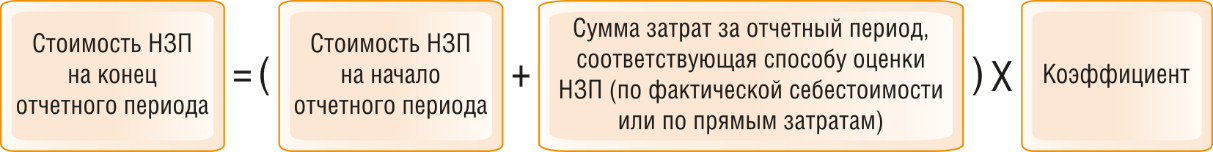 Стоимость НЗП
на конец
отчетного периода
= (
Стоимость НЗП
на начало
отчетного периода
+
Сумма затрат за отчетный период,
соответствующая способу оценки
НЗП (по фактической себестоимости
или по прямым затратам)
) X
Коэффициент